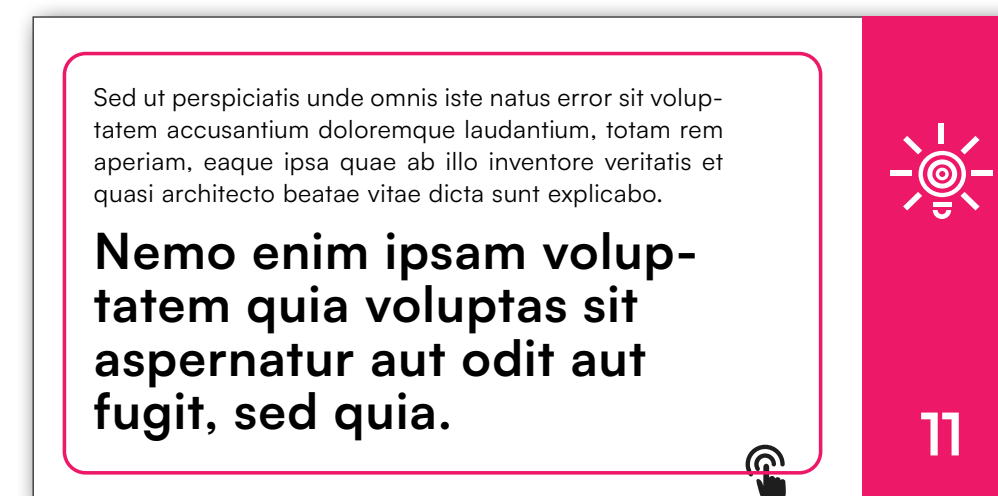 Sed ut perspiciatis unde omnis iste natus error sit volup-
tatem accusantium doloremque laudantium, totam rem
aperiam, eaque ipsa quae ab illo inventore veritatis et
quasi architecto beatae vitae dicta sunt explicabo.
Nemo enim ipsam volup-
tatem quia voluptas sit
aspernatur aut odit aut
fugit, sed quia.
11